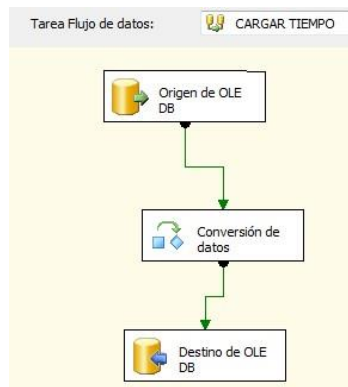 Tarea Flujo de datos: CARGAR TIEMPO
Origen de OLE
DB
Conversión de
datos
Destino de OLE
DB